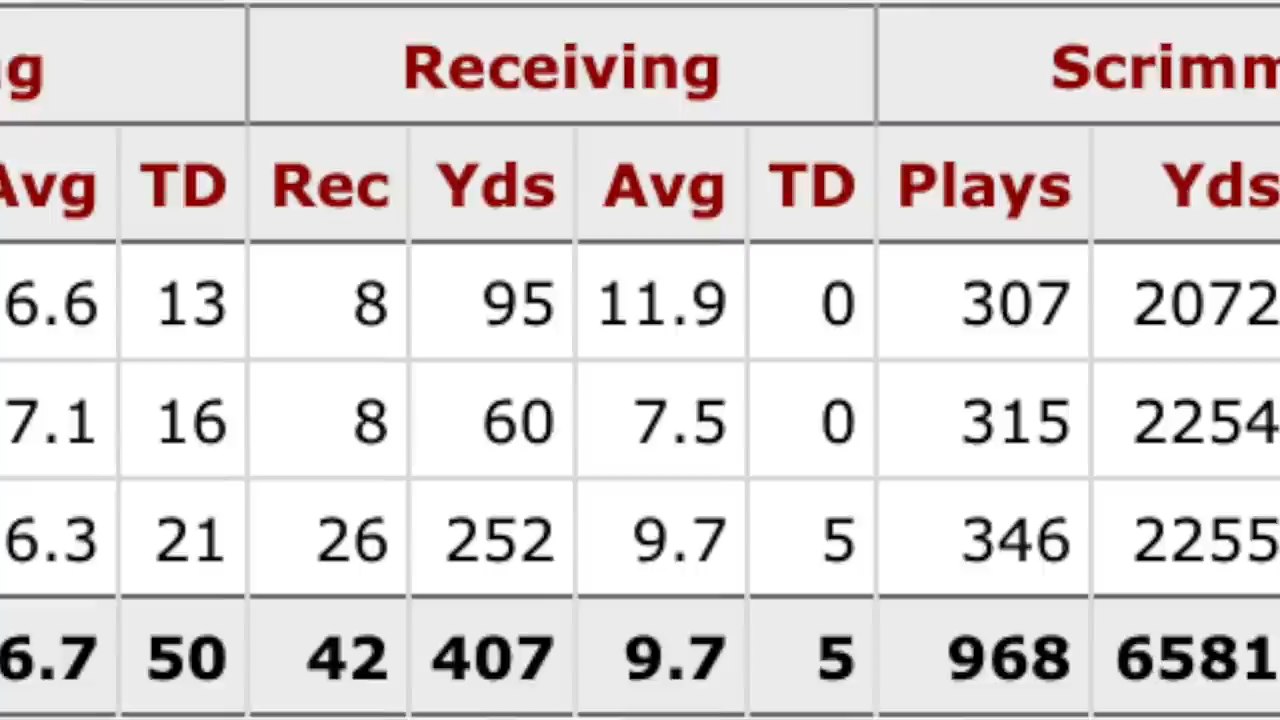 g Receiving Scrimm
Avg TD Rec Yds Avg TD Plays Yds
6.6 13 8 95 11.9 0 307 2072
7.1 16 8 60 7.5 0 315 2254
6.3 21 26 252 9.7 5 346 2255
6.7 50 42 407 9.7 5 968 6581